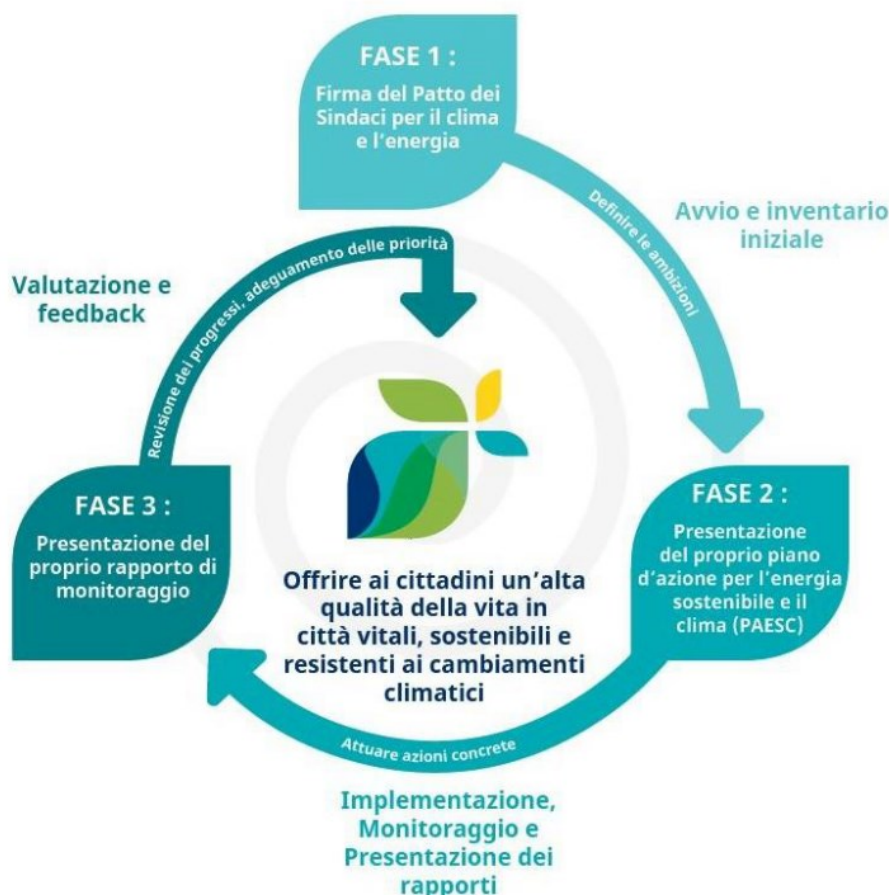 FASE 1 :
Firma del Patto dei
Sindaci per il clima
e l'energia
Definire le ambizioni
Avvio e inventario
iniziale
FASE 2 :
Presentazione
del proprio piano
d'azione per l'energia
sostenibile e il
clima (PAESC)
Attuare azioni concrete
Implementazione,
Monitoraggio e
Presentazione dei
rapporti
FASE 3 :
Presentazione del
proprio rapporto di
monitoraggio
Revisione dei progressi, adeguamento delle priorità
Valutazione e
feedback
Offrire ai cittadini un'alta
qualità della vita in
città vitali, sostenibili e
resistenti ai cambiamenti
climatici